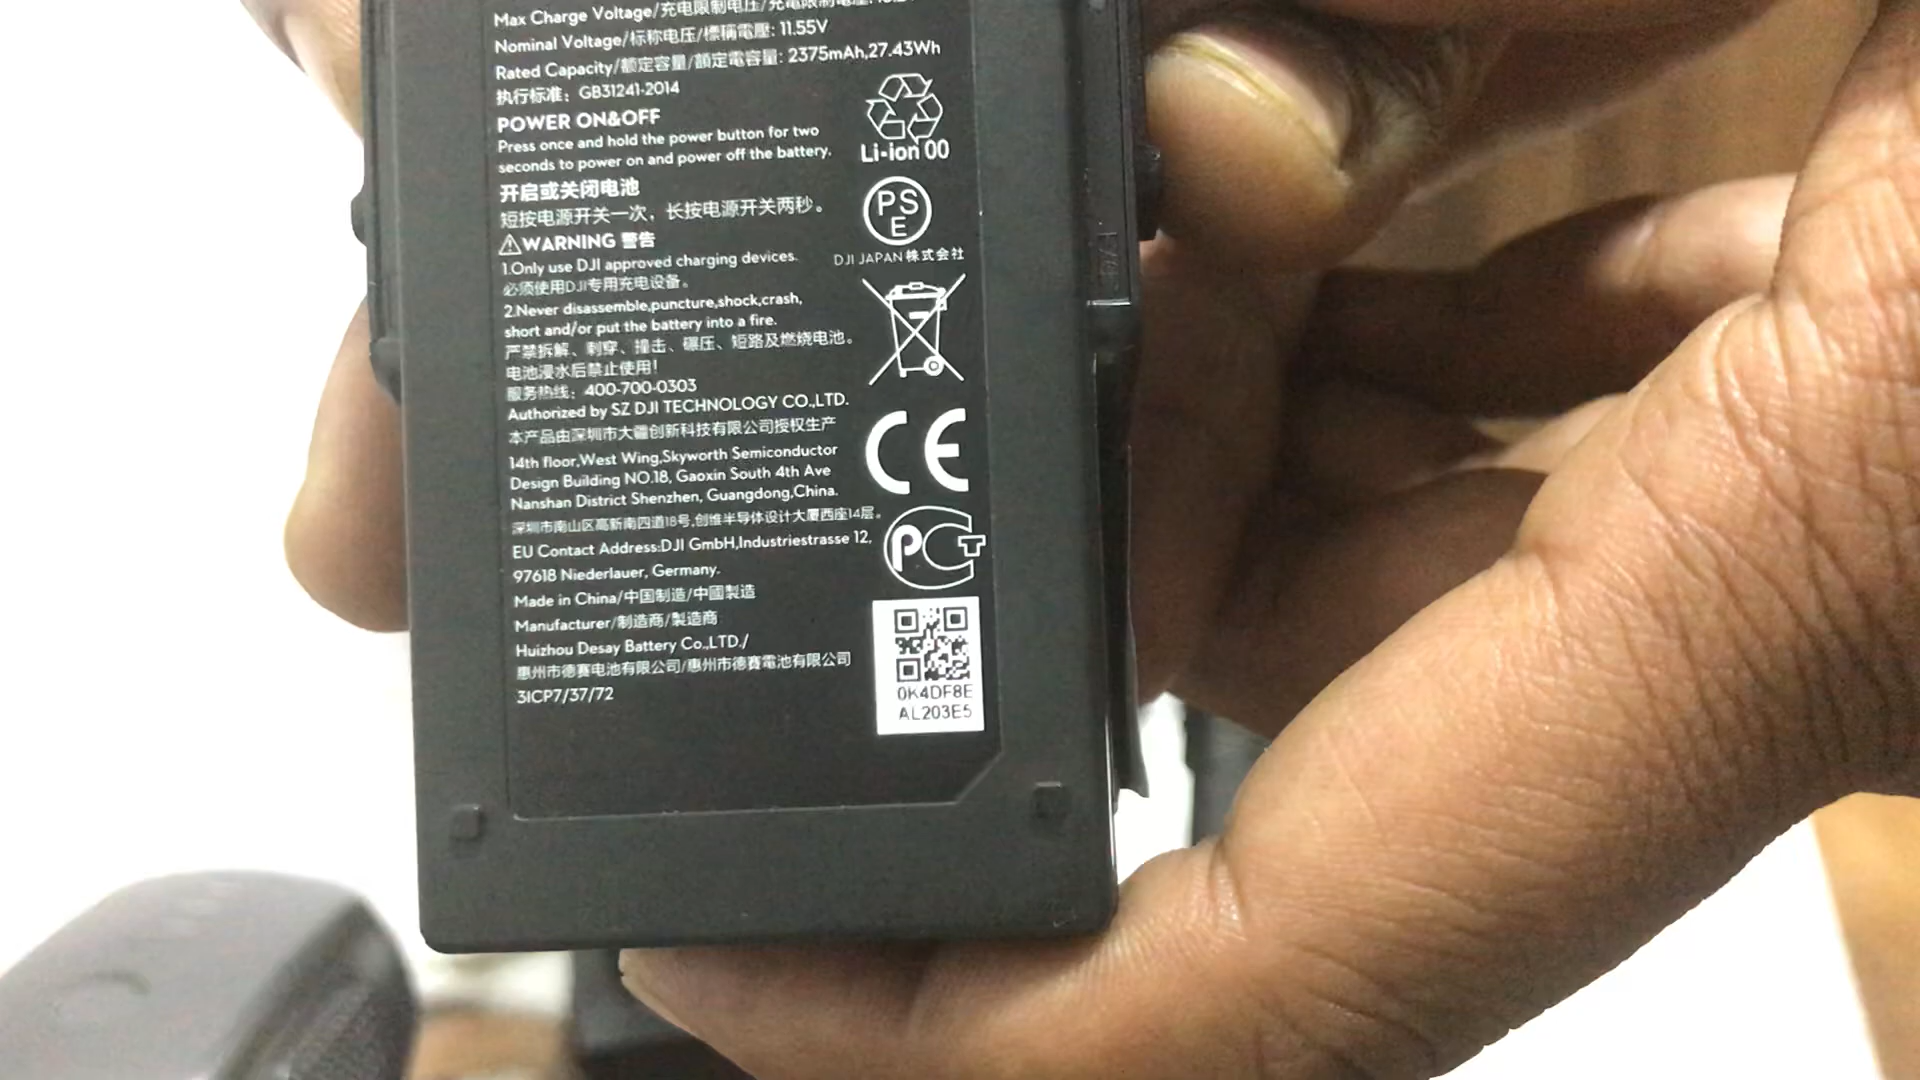 Max Charge Voltage/充电限制电压/充電限制電壓:
Nominal Voltage/标称电压/標稱電壓: 11.55V
Rated Capacity/额定容量/額定電容量: 2375mAh,27.43Wh
执行标准：GB31241-2014
POWER ON&OFF
Press once and hold the power button for two
seconds to power on and power off the battery.
开启或关闭电池
短按电源开关一次，长按电源开关两秒。
⚠WARNING 警告
1.Only use DJI approved charging devices.
必须使用DJI专用充电设备。
2.Never disassemble,puncture,shock,crash,
short and/or put the battery into a fire.
严禁拆解、刺穿、撞击、碾压、短路及燃烧电池。
电池浸水后禁止使用！
服务热线：400-700-0303
Authorized by SZ DJI TECHNOLOGY CO.,LTD.
本产品由深圳市大疆创新科技有限公司授权生产
14th floor,West Wing,Skyworth Semiconductor
Design Building NO.18, Gaoxin South 4th Ave
Nanshan District Shenzhen, Guangdong,China.
深圳市南山区高新南四道18号,创维半导体设计大厦西座14层。
EU Contact Address:DJI GmbH,Industriestrasse 12,
97618 Niederlauer, Germany.
Made in China/中国制造/中國製造
Manufacturer/制造商/製造商
Huizhou Desay Battery Co.,LTD./
惠州市德赛电池有限公司/惠州市德賽電池有限公司
3ICP7/37/72
Li-ion 00
PS
E
DJI JAPAN 株式会社
CE
PCT
0K4DF8E
AL203E5